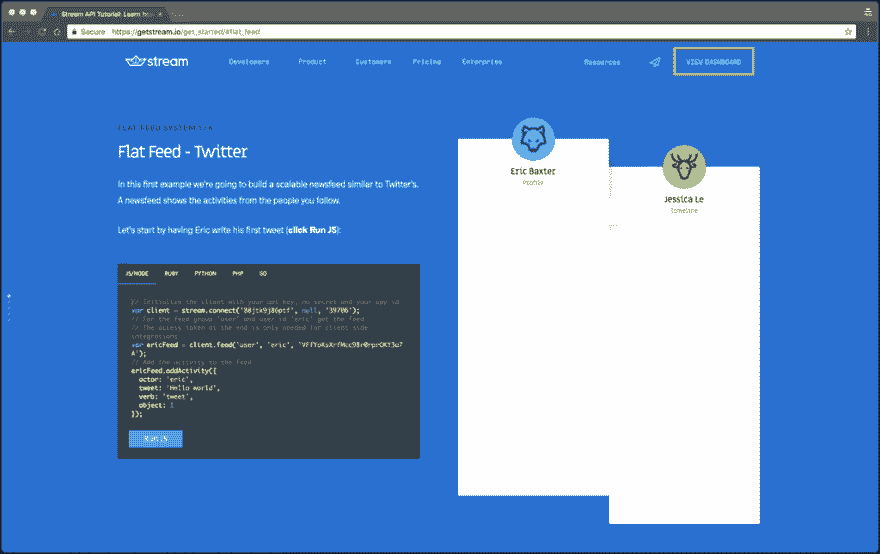 Stream API Tutorial: Learn how
Secure https://getstream.io/get_started/#flat_feed
stream
Developers Product Customers Pricing Enterprise Resources VIEW DASHBOARD
FLAT FEED SYSTEM
Flat Feed - Twitter
In this first example we're going to build a scalable newsfeed similar to Twitter's.
A newsfeed shows the activities from the people you follow.
Let's start by having Eric write his first tweet (click Run JS):
JS/NODE RUBY PYTHON PHP GO
// Initialize the client with your api key, no secret and your app id
var client = stream.connect( null, '39706');
// For the feed group 'user' and user id 'eric' get the feed
// The access token at the end is only needed for client side
integrations
var ericFeed = client.feed('user', 'eric',
');
// Add the activity to the feed
ericFeed.addActivity({
actor: 'eric',
tweet: 'Hello world',
verb: 'tweet',
object: 1
});
Run JS
Eric Baxter
Profile
Jessica Le
Timeline